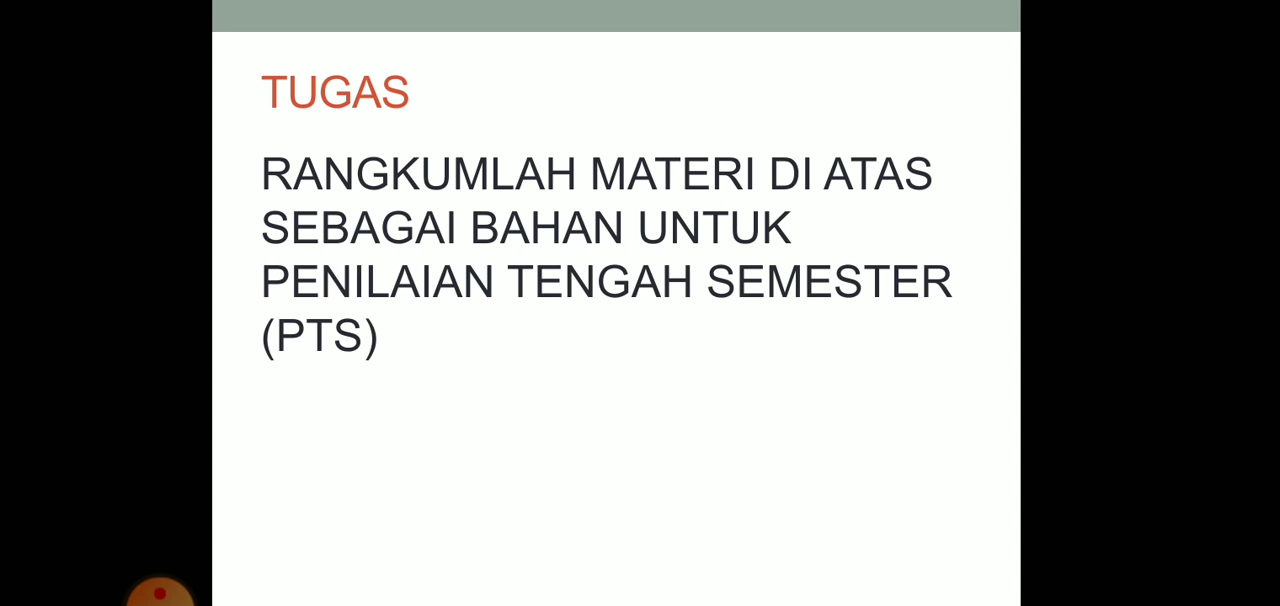 TUGAS
RANGKUMLAH MATERI DI ATAS
SEBAGAI BAHAN UNTUK
PENILAIAN TENGAH SEMESTER
(PTS)